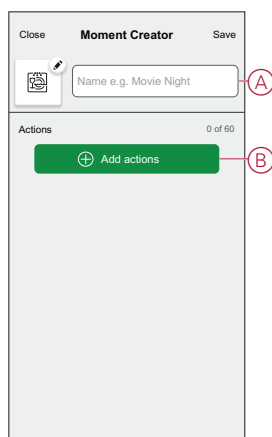 Close Moment Creator Save
Name e.g. Movie Night
A
Actions 0 of 60
Add actions
B